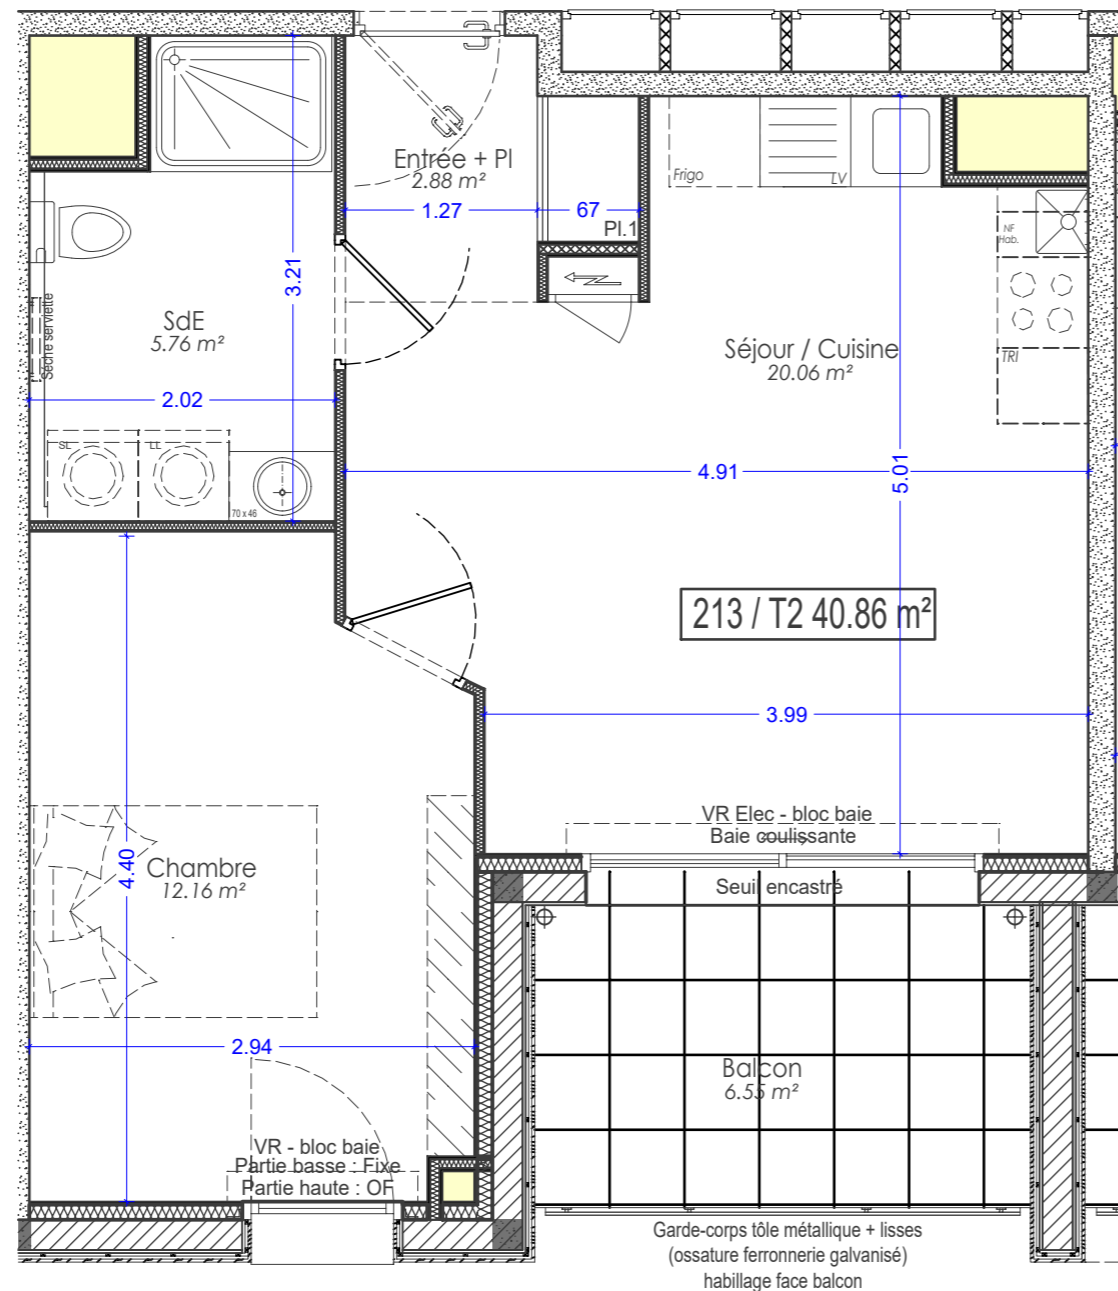 Entrée + Pl
2.88 m²
1.27
67
Pl.1
Frigo
LV
NF
Hab.
TRI
3.21
SdE
5.76 m²
Sèche serviette
2.02
SL
LL
70 x 46
Séjour / Cuisine
20.06 m²
4.91
5.01
213 / T2 40.86 m²
3.99
VR Elec - bloc baie
Baie coulissante
Seuil encastré
Chambre
12.16 m²
4.40
2.94
VR - bloc baie
Partie basse : Fixe
Partie haute : OF
Balcon
6.55 m²
Garde-corps tôle métallique + lisses
(ossature ferronnerie galvanisé)
habillage face balcon